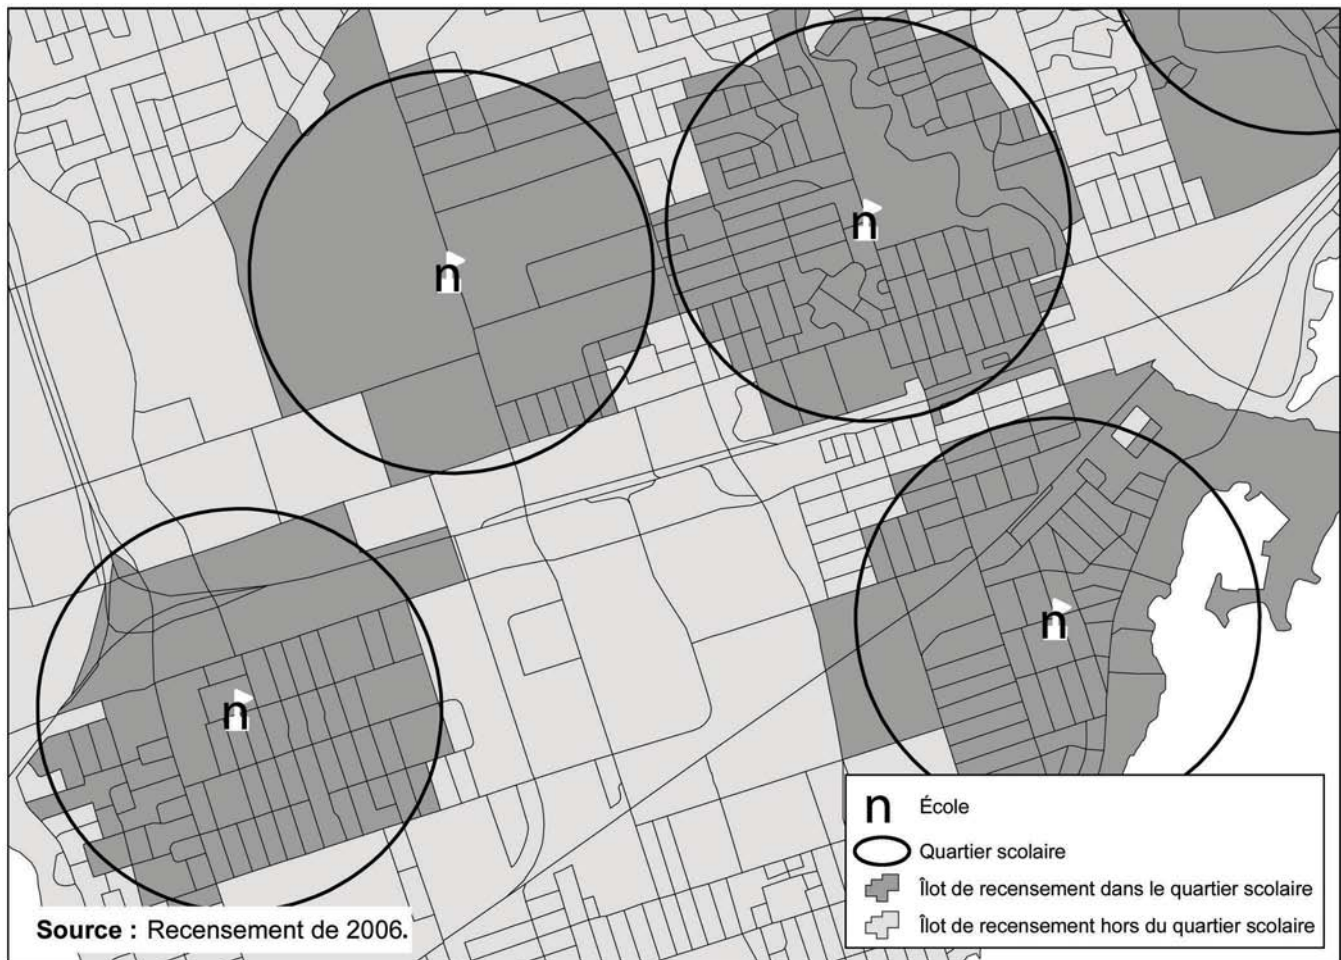 n
n
n
n
n École
Quartier scolaire
Îlot de recensement dans le quartier scolaire
Îlot de recensement hors du quartier scolaire
Source : Recensement de 2006.